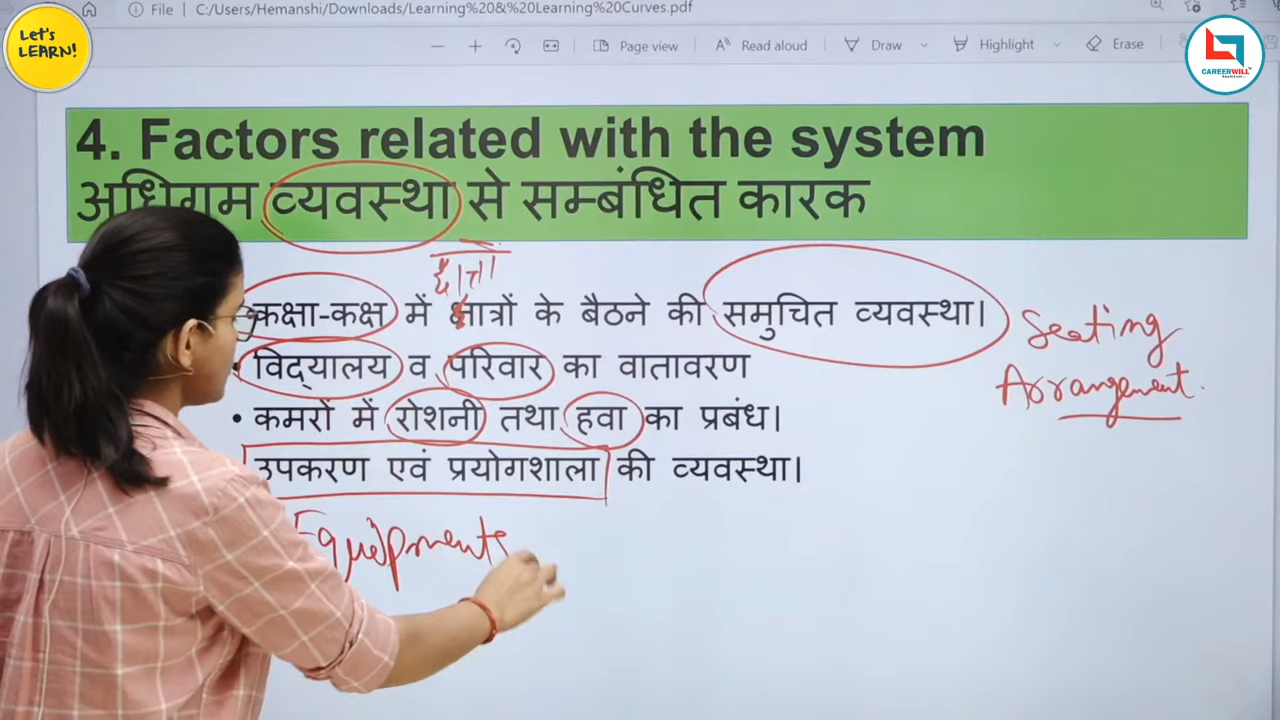 Let's
LEARN!
File | C:/Users/Hemanshi/Downloads/Learning%20&%20Learning%20Curves.pdf
Page view | Read aloud | Draw | Highlight | Erase
CAREERWILL
4. Factors related with the system
अधिगम व्यवस्था से सम्बंधित कारक
छात्रों
कक्षा-कक्ष में क्षात्रों के बैठने की समुचित व्यवस्था।
Seating
Arrangement
• विद्यालय व परिवार का वातावरण
• कमरों में रोशनी तथा हवा का प्रबंध।
उपकरण एवं प्रयोगशाला की व्यवस्था।
Equipments